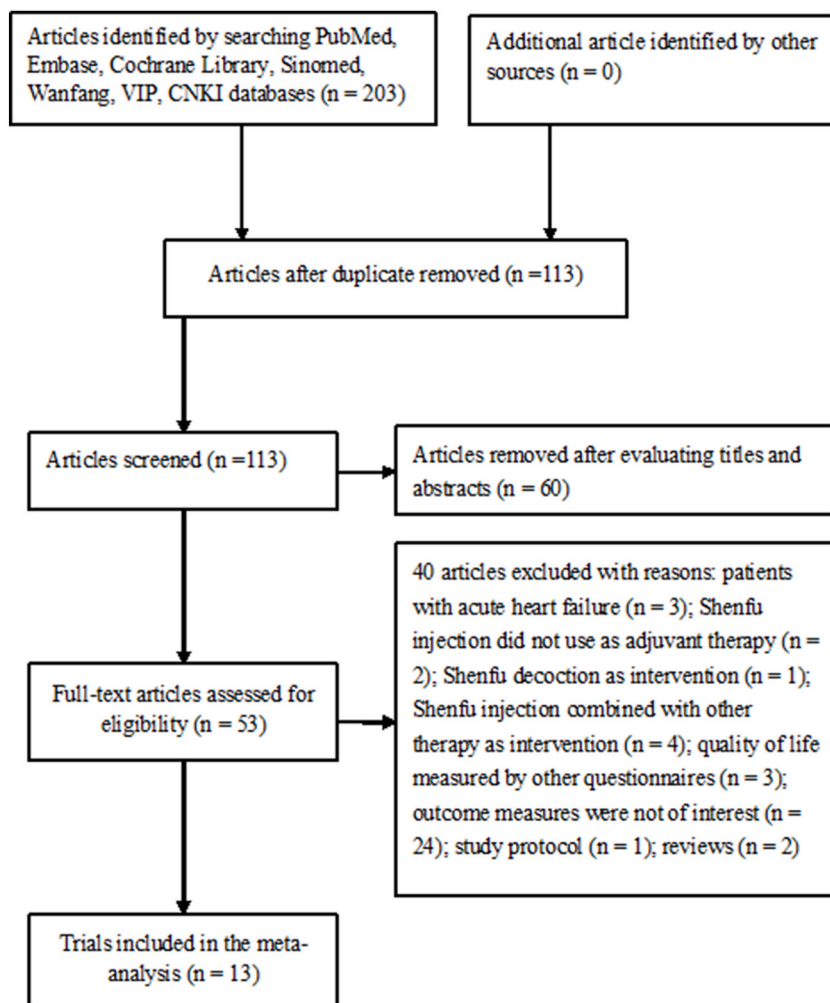 Articles identified by searching PubMed,
Embase, Cochrane Library, Sinomed,
Wanfang, VIP, CNKI databases (n = 203)
Additional article identified by other
sources (n = 0)
Articles after duplicate removed (n =113)
Articles screened (n =113)
Articles removed after evaluating titles and
abstracts (n = 60)
Full-text articles assessed for
eligibility (n = 53)
40 articles excluded with reasons: patients
with acute heart failure (n = 3); Shenfu
injection did not use as adjuvant therapy (n =
2); Shenfu decoction as intervention (n = 1);
Shenfu injection combined with other
therapy as intervention (n = 4); quality of life
measured by other questionnaires (n = 3);
outcome measures were not of interest (n =
24); study protocol (n = 1); reviews (n = 2)
Trials included in the meta-
analysis (n = 13)